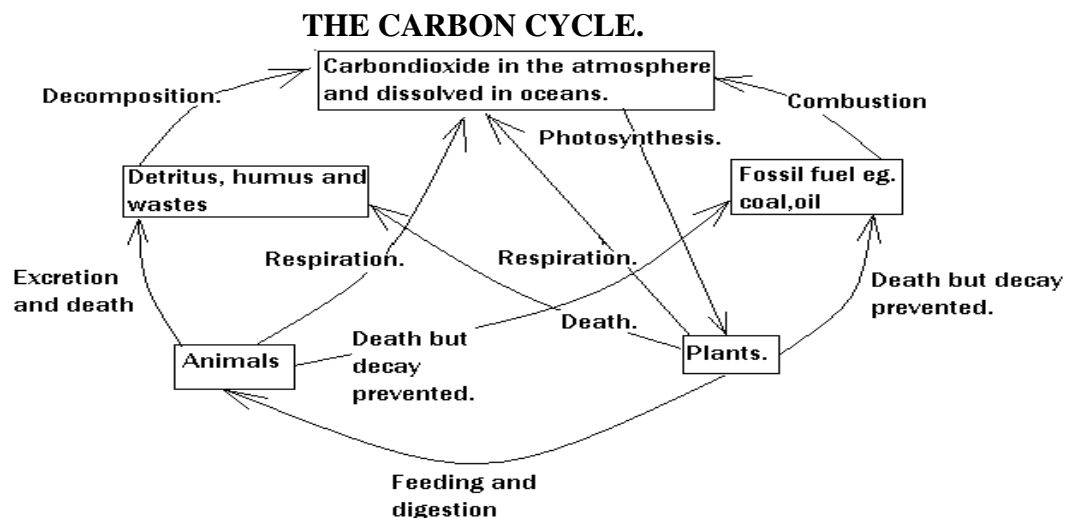 THE CARBON CYCLE.
Carbondioxide in the atmosphere
and dissolved in oceans.
Decomposition.
Combustion
Photosynthesis.
Detritus, humus and
wastes
Fossil fuel eg.
coal,oil
Respiration.
Respiration.
Excretion
and death
Death but decay
prevented.
Death.
Death but
decay
prevented.
Animals
Plants.
Feeding and
digestion